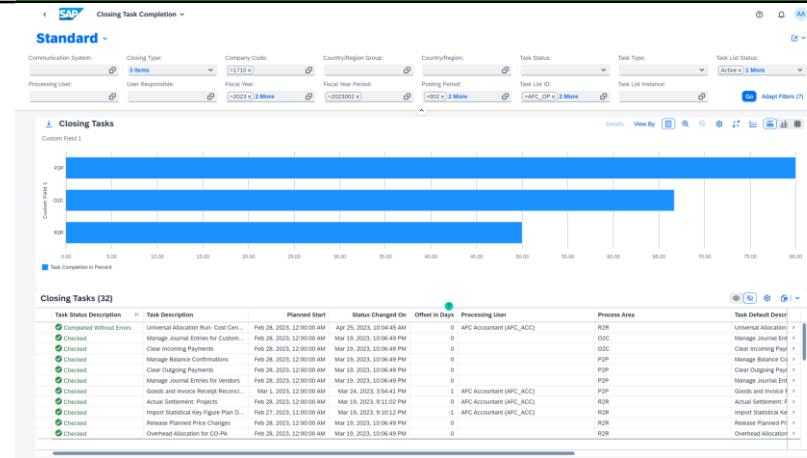 SAP Closing Task Completion AA
Standard
Communication System: Closing Type: Company Code: Country/Region Group: Country/Region: Task Status: Task Type: Task List Status:
3 Items =1710 Active 1 More
Processing User: User Responsible: Fiscal Year: Fiscal Year Period: Posting Period: Task List ID: Task List Instance:
=2023 2 More =2023002 =002 2 More =AFC_OP 2 More Go Adapt Filters (7)
Closing Tasks Details View By
Custom Field 1
Custom Field 1
P2P
O2C
R2R
0.00 5.00 10.00 15.00 20.00 25.00 30.00 35.00 40.00 45.00 50.00 55.00 60.00 65.00 70.00 75.00 80.00
Task Completion in Percent
Closing Tasks (32)
Task Status Description Task Description Planned Start Status Changed On Offset in Days Processing User Process Area Task Default Descr
Completed Without Errors Universal Allocation Run- Cost Cen... Feb 28, 2023, 12:00:00 AM Apr 25, 2023, 10:04:45 AM 0 AFC Accountant (AFC_ACC) R2R Universal Allocation
Checked Manage Journal Entries for Custom... Feb 28, 2023, 12:00:00 AM Mar 19, 2023, 10:06:49 PM 0 O2C Manage Journal Ent
Checked Clear Incoming Payments Feb 28, 2023, 12:00:00 AM Mar 19, 2023, 10:06:49 PM 0 O2C Clear Incoming Payr
Checked Manage Balance Confirmations Feb 28, 2023, 12:00:00 AM Mar 19, 2023, 10:06:49 PM 0 P2P Manage Balance Co
Checked Clear Outgoing Payments Feb 28, 2023, 12:00:00 AM Mar 19, 2023, 10:06:49 PM 0 P2P Clear Outgoing Payr
Checked Manage Journal Entries for Vendors Feb 28, 2023, 12:00:00 AM Mar 19, 2023, 10:06:49 PM 0 P2P Manage Journal Ent
Checked Goods and Invoice Receipt Reconci... Mar 1, 2023, 12:00:00 AM Mar 24, 2023, 3:54:41 PM 1 AFC Accountant (AFC_ACC) P2P Goods and Invoice R
Checked Actual Settlement: Projects Feb 28, 2023, 12:00:00 AM Mar 19, 2023, 9:11:02 PM 0 AFC Accountant (AFC_ACC) R2R Actual Settlement: P
Checked Import Statistical Key Figure Plan D... Feb 27, 2023, 11:00:00 AM Mar 19, 2023, 9:10:12 PM -1 AFC Accountant (AFC_ACC) R2R Import Statistical Ke
Checked Release Planned Price Changes Feb 28, 2023, 12:00:00 AM Mar 19, 2023, 10:06:49 PM 0 R2R Release Planned Pr
Checked Overhead Allocation for CO-PA Feb 28, 2023, 12:00:00 AM Mar 19, 2023, 10:06:49 PM 0 R2R Overhead Allocation